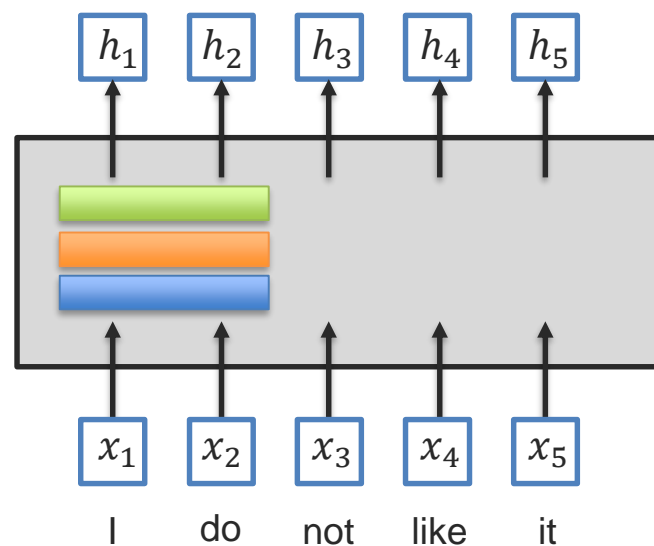 h₁ h₂ h₃ h₄ h₅
x₁ x₂ x₃ x₄ x₅
I do not like it